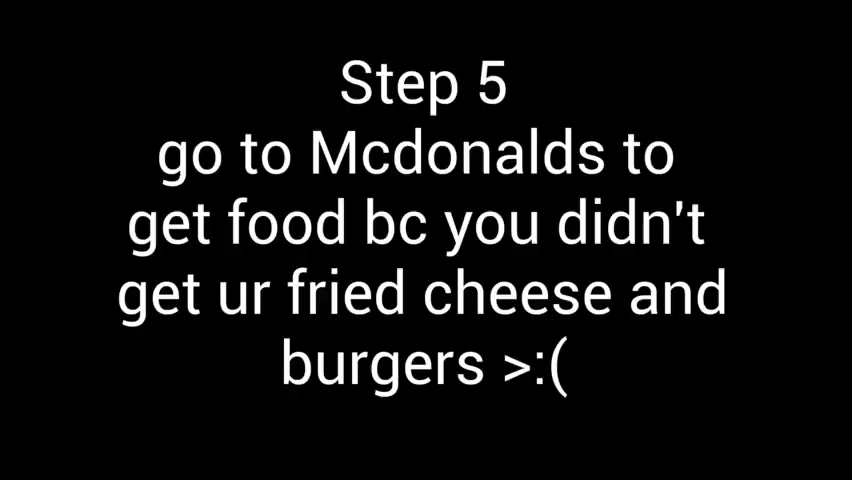 Step 5
go to Mcdonalds to
get food bc you didn't
get ur fried cheese and
burgers >:(